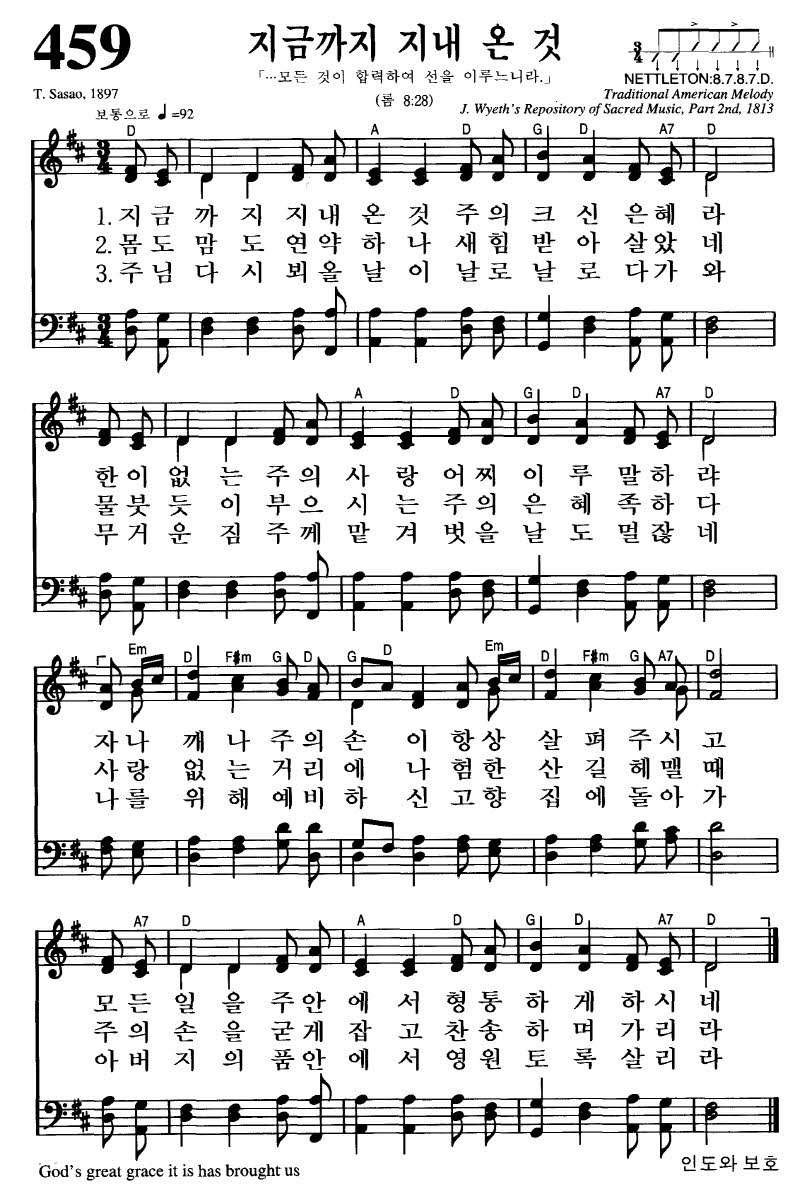 459
지금까지 지내 온 것
「…모든 것이 합력하여 선을 이루느니라.」
(롬 8:28)
3/4
NETTLETON:8.7.8.7.D.
T. Sasao, 1897
Traditional American Melody
보통으로 ♩=92
J. Wyeth's Repository of Sacred Music, Part 2nd, 1813
D A D G D A7 D
1. 지금 까 지 지내 온 것 주의 크 신 은혜 라
2. 몸도 맘 도 연약 하 나 새힘 받 아 살았 네
3. 주님 다 시 뵈올 날 이 날로 날 로 다가 와
A D G D A7 D
한이 없 는 주의 사 랑 어찌 이 루 말하 랴
물붓 듯 이 부으 시 는 주의 은 혜 족하 다
무거 운 짐 주께 맡 겨 벗을 날 도 멀잖 네
Em D F#m G D G D Em D F#m G A7 D
자나 깨 나 주의 손 이 항상 살 펴 주시 고
사랑 없 는 거리 에 나 험한 산 길 헤맬 때
나를 위 해 예비 하 신 고향 집 에 돌아 가
A7 D A D G D A7 D
모든 일 을 주안 에 서 형통 하 게 하시 네
주의 손 을 굳게 잡 고 찬송 하 며 가리 라
아버 지 의 품안 에 서 영원 토 록 살리 라
God's great grace it is has brought us
인도와 보호